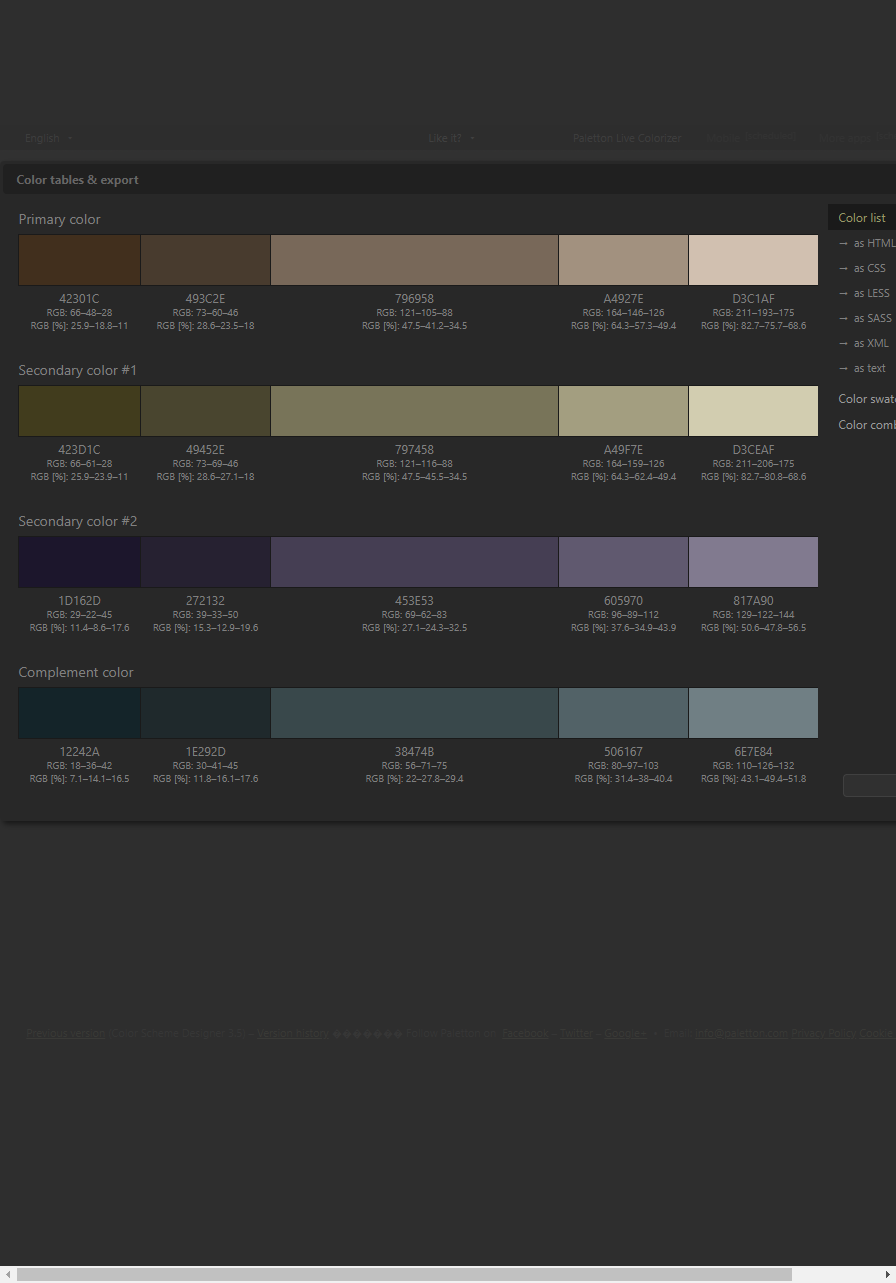 English
Like it?
Paletton Live Colorizer
Color tables & export
Primary color
Color list
→ as HTML
→ as CSS
→ as LESS
→ as SASS
→ as XML
→ as text
Color comb
42301C 493C2E 796958 A4927E D3C1AF
RGB: 66–48–28 RGB: 73–60–46 RGB: 121–105–88 RGB: 164–146–126 RGB: 211–193–175
RGB [%]: 25.9–18.8–11 RGB [%]: 28.6–23.5–18 RGB [%]: 47.5–41.2–34.5 RGB [%]: 64.3–57.3–49.4 RGB [%]: 82.7–75.7–68.6
Secondary color #1
423D1C 49452E 797458 A49F7E D3CEAF
RGB: 66–61–28 RGB: 73–69–46 RGB: 121–116–88 RGB: 164–159–126 RGB: 211–206–175
RGB [%]: 25.9–23.9–11 RGB [%]: 28.6–27.1–18 RGB [%]: 47.5–45.5–34.5 RGB [%]: 64.3–62.4–49.4 RGB [%]: 82.7–80.8–68.6
Secondary color #2
1D162D 272132 453E53 605970 817A90
RGB: 29–22–45 RGB: 39–33–50 RGB: 69–62–83 RGB: 96–89–112 RGB: 129–122–144
RGB [%]: 11.4–8.6–17.6 RGB [%]: 15.3–12.9–19.6 RGB [%]: 27.1–24.3–32.5 RGB [%]: 37.6–34.9–43.9 RGB [%]: 50.6–47.8–56.5
Complement color
12242A 1E292D 38474B 506167 6E7E84
RGB: 18–36–42 RGB: 30–41–45 RGB: 56–71–75 RGB: 80–97–103 RGB: 110–126–132
RGB [%]: 7.1–14.1–16.5 RGB [%]: 11.8–16.1–17.6 RGB [%]: 22–27.8–29.4 RGB [%]: 31.4–38–40.4 RGB [%]: 43.1–49.4–51.8
Previous version (Color Scheme Designer 3.5) – Version history ������� Follow Paletton on: Facebook – Twitter – Google+ • Email: info@paletton.com Privacy Policy Cookie